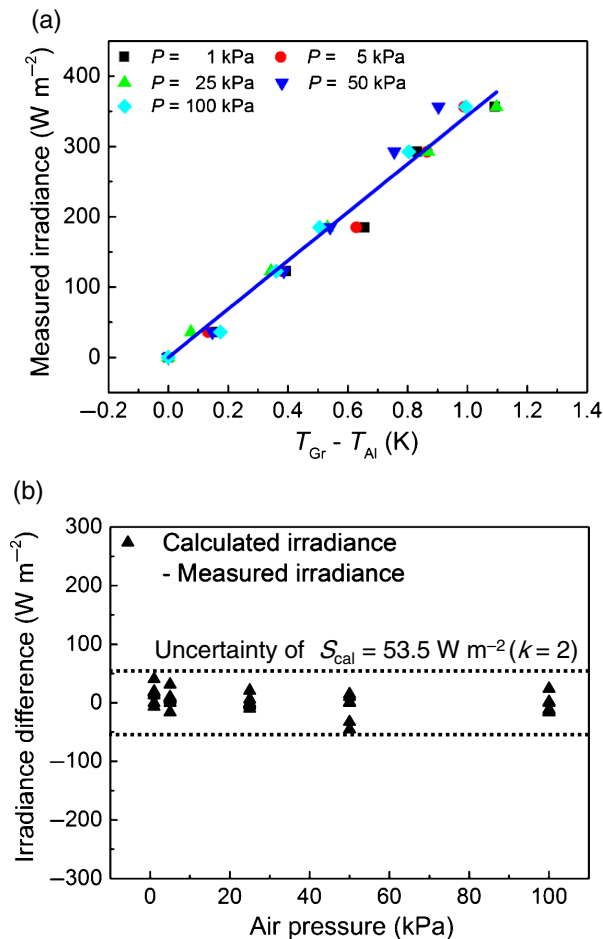 (a)
P = 1 kPa P = 5 kPa
P = 25 kPa P = 50 kPa
P = 100 kPa
Measured irradiance (W m−2)
400
300
200
100
0
−0.2 0.0 0.2 0.4 0.6 0.8 1.0 1.2 1.4
TGr - TAl (K)
(b)
Calculated irradiance
- Measured irradiance
Uncertainty of Scal = 53.5 W m−2 (k = 2)
Irradiance difference (W m−2)
300
200
100
0
−100
−200
−300
0 20 40 60 80 100
Air pressure (kPa)